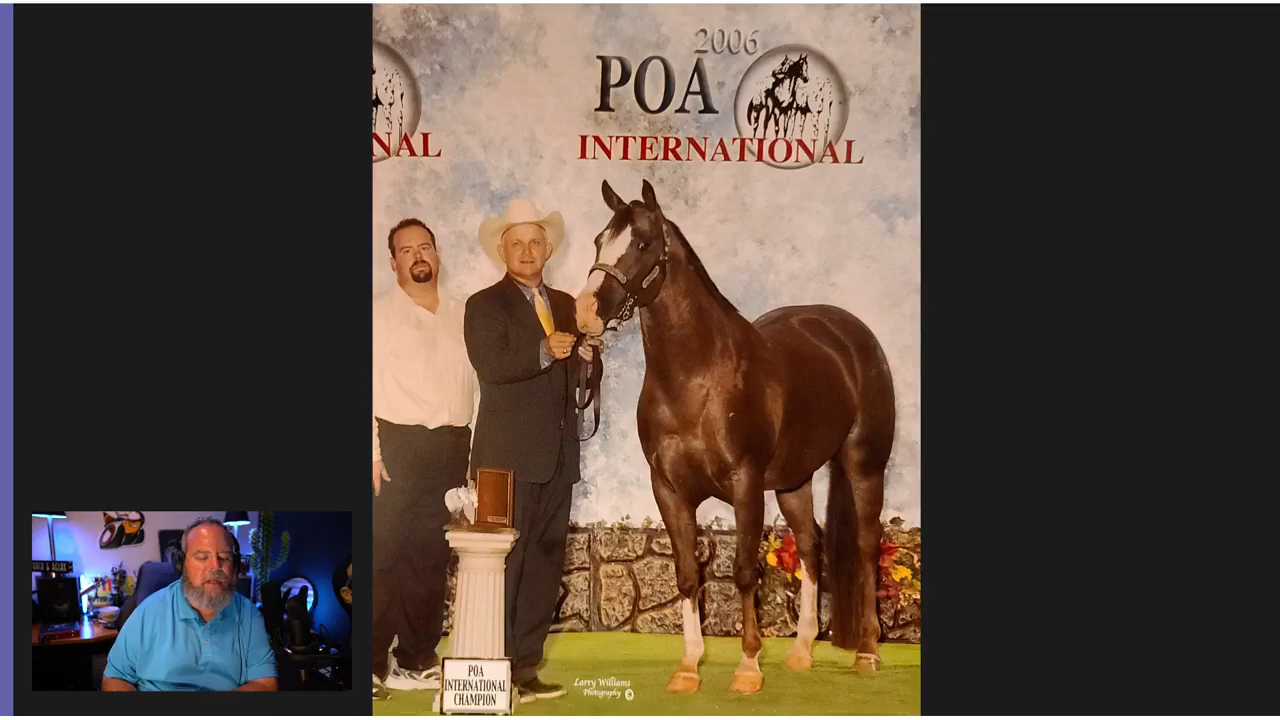 2006
POA
INTERNATIONAL
NAL
POA
INTERNATIONAL
CHAMPION
Larry Williams
Photography